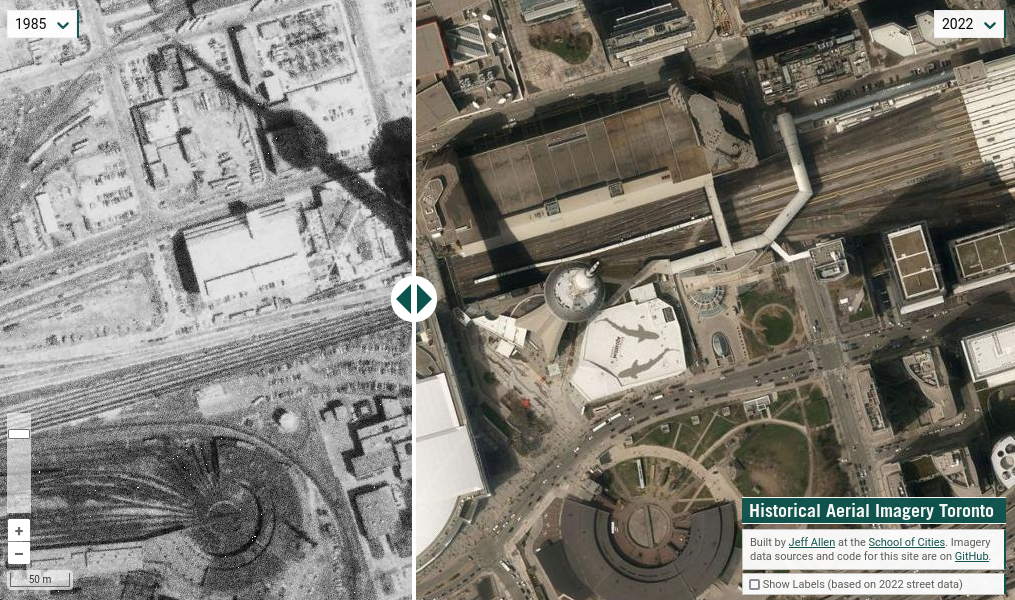 1985
2022
Historical Aerial Imagery Toronto
Built by Jeff Allen at the School of Cities. Imagery
data sources and code for this site are on GitHub.
Show Labels (based on 2022 street data)
+
−
50 m